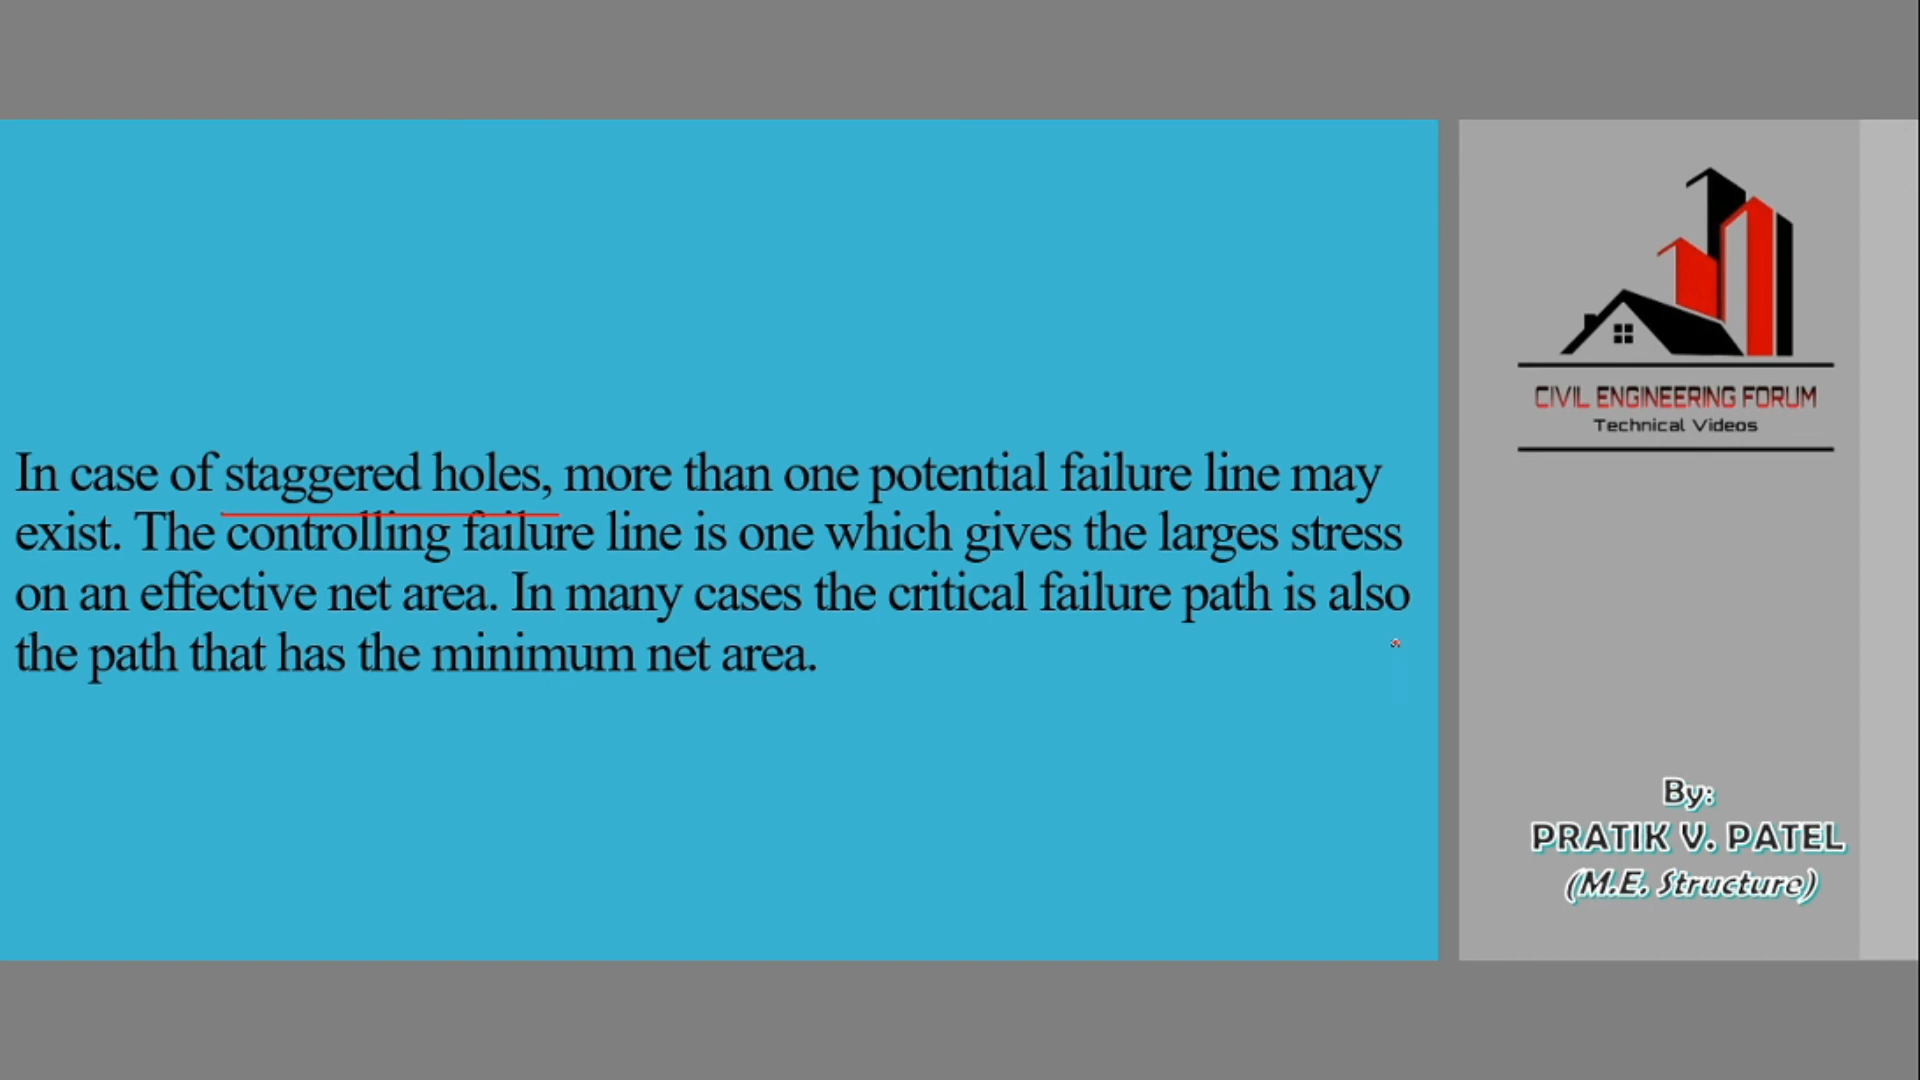 In case of staggered holes, more than one potential failure line may
exist. The controlling failure line is one which gives the larges stress
on an effective net area. In many cases the critical failure path is also
the path that has the minimum net area.
CIVIL ENGINEERING FORUM
Technical Videos
By:
PRATIK V. PATEL
(M.E. Structure)